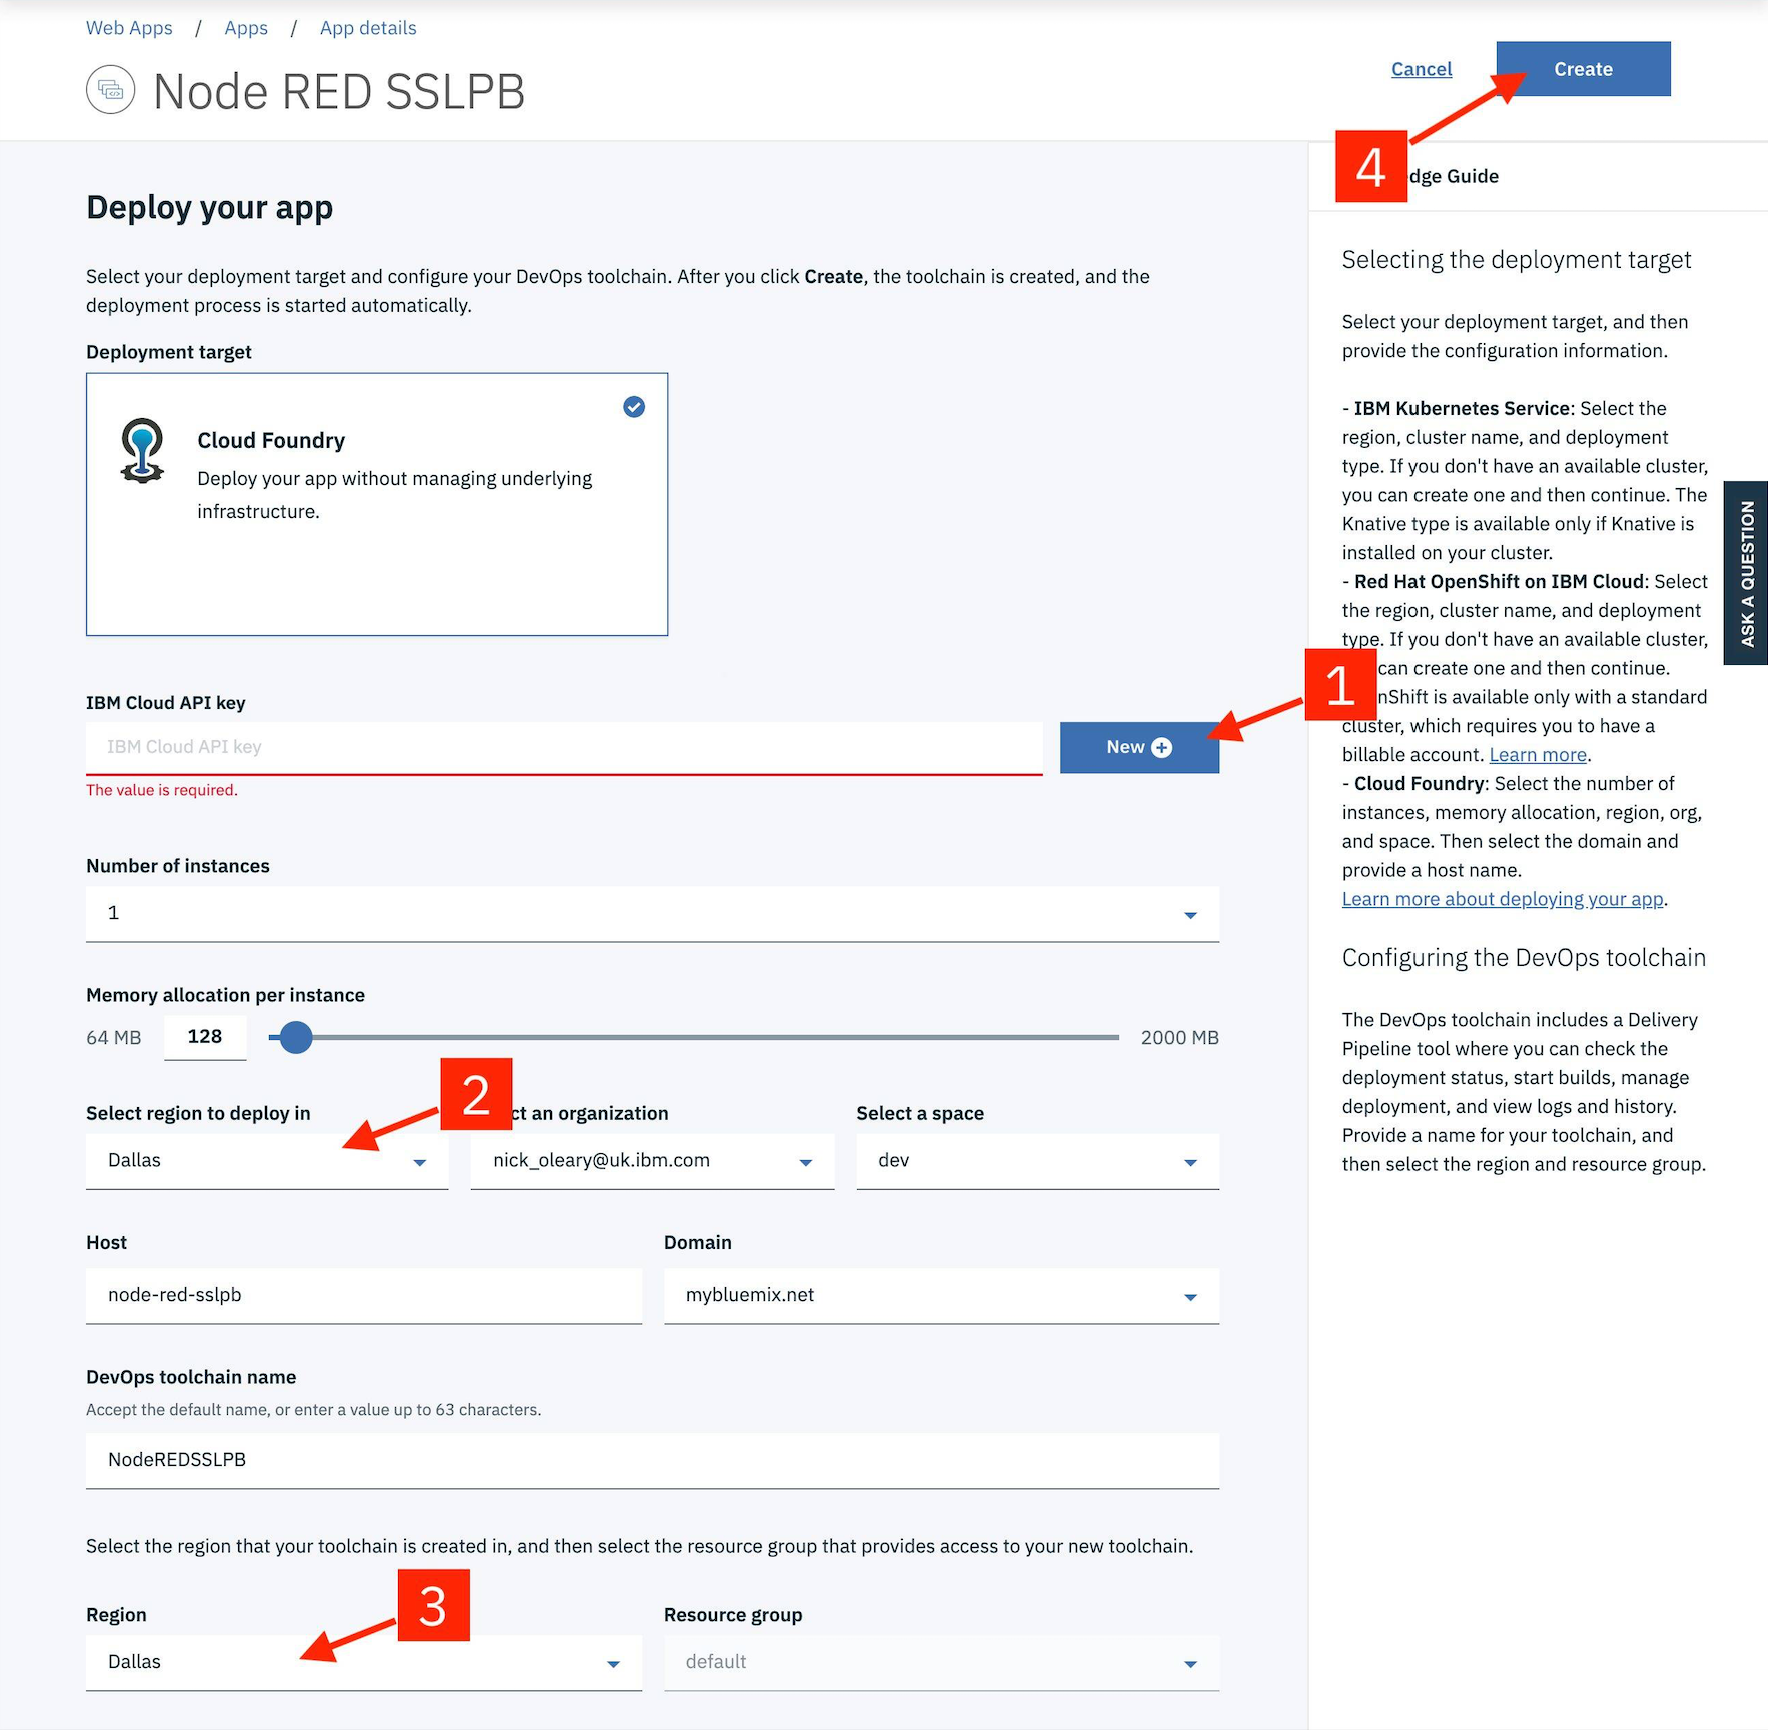 Web Apps / Apps / App details
Node RED SSLPB
Cancel
Create
4
dge Guide
Deploy your app
Select your deployment target and configure your DevOps toolchain. After you click Create, the toolchain is created, and the
deployment process is started automatically.
Deployment target
Cloud Foundry
Deploy your app without managing underlying
infrastructure.
IBM Cloud API key
IBM Cloud API key
New
1
The value is required.
Number of instances
1
Memory allocation per instance
64 MB
128
2000 MB
2
Select region to deploy in
ct an organization
Select a space
Dallas
nick_oleary@uk.ibm.com
dev
Host
Domain
node-red-sslpb
mybluemix.net
DevOps toolchain name
Accept the default name, or enter a value up to 63 characters.
NodeREDSSLPB
Select the region that your toolchain is created in, and then select the resource group that provides access to your new toolchain.
3
Region
Resource group
Dallas
default
Selecting the deployment target
Select your deployment target, and then
provide the configuration information.
- IBM Kubernetes Service: Select the
region, cluster name, and deployment
type. If you don't have an available cluster,
you can create one and then continue. The
Knative type is available only if Knative is
installed on your cluster.
- Red Hat OpenShift on IBM Cloud: Select
the region, cluster name, and deployment
type. If you don't have an available cluster,
can create one and then continue.
nShift is available only with a standard
cluster, which requires you to have a
billable account. Learn more.
- Cloud Foundry: Select the number of
instances, memory allocation, region, org,
and space. Then select the domain and
provide a host name.
Learn more about deploying your app.
Configuring the DevOps toolchain
The DevOps toolchain includes a Delivery
Pipeline tool where you can check the
deployment status, start builds, manage
deployment, and view logs and history.
Provide a name for your toolchain, and
then select the region and resource group.
ASK A QUESTION